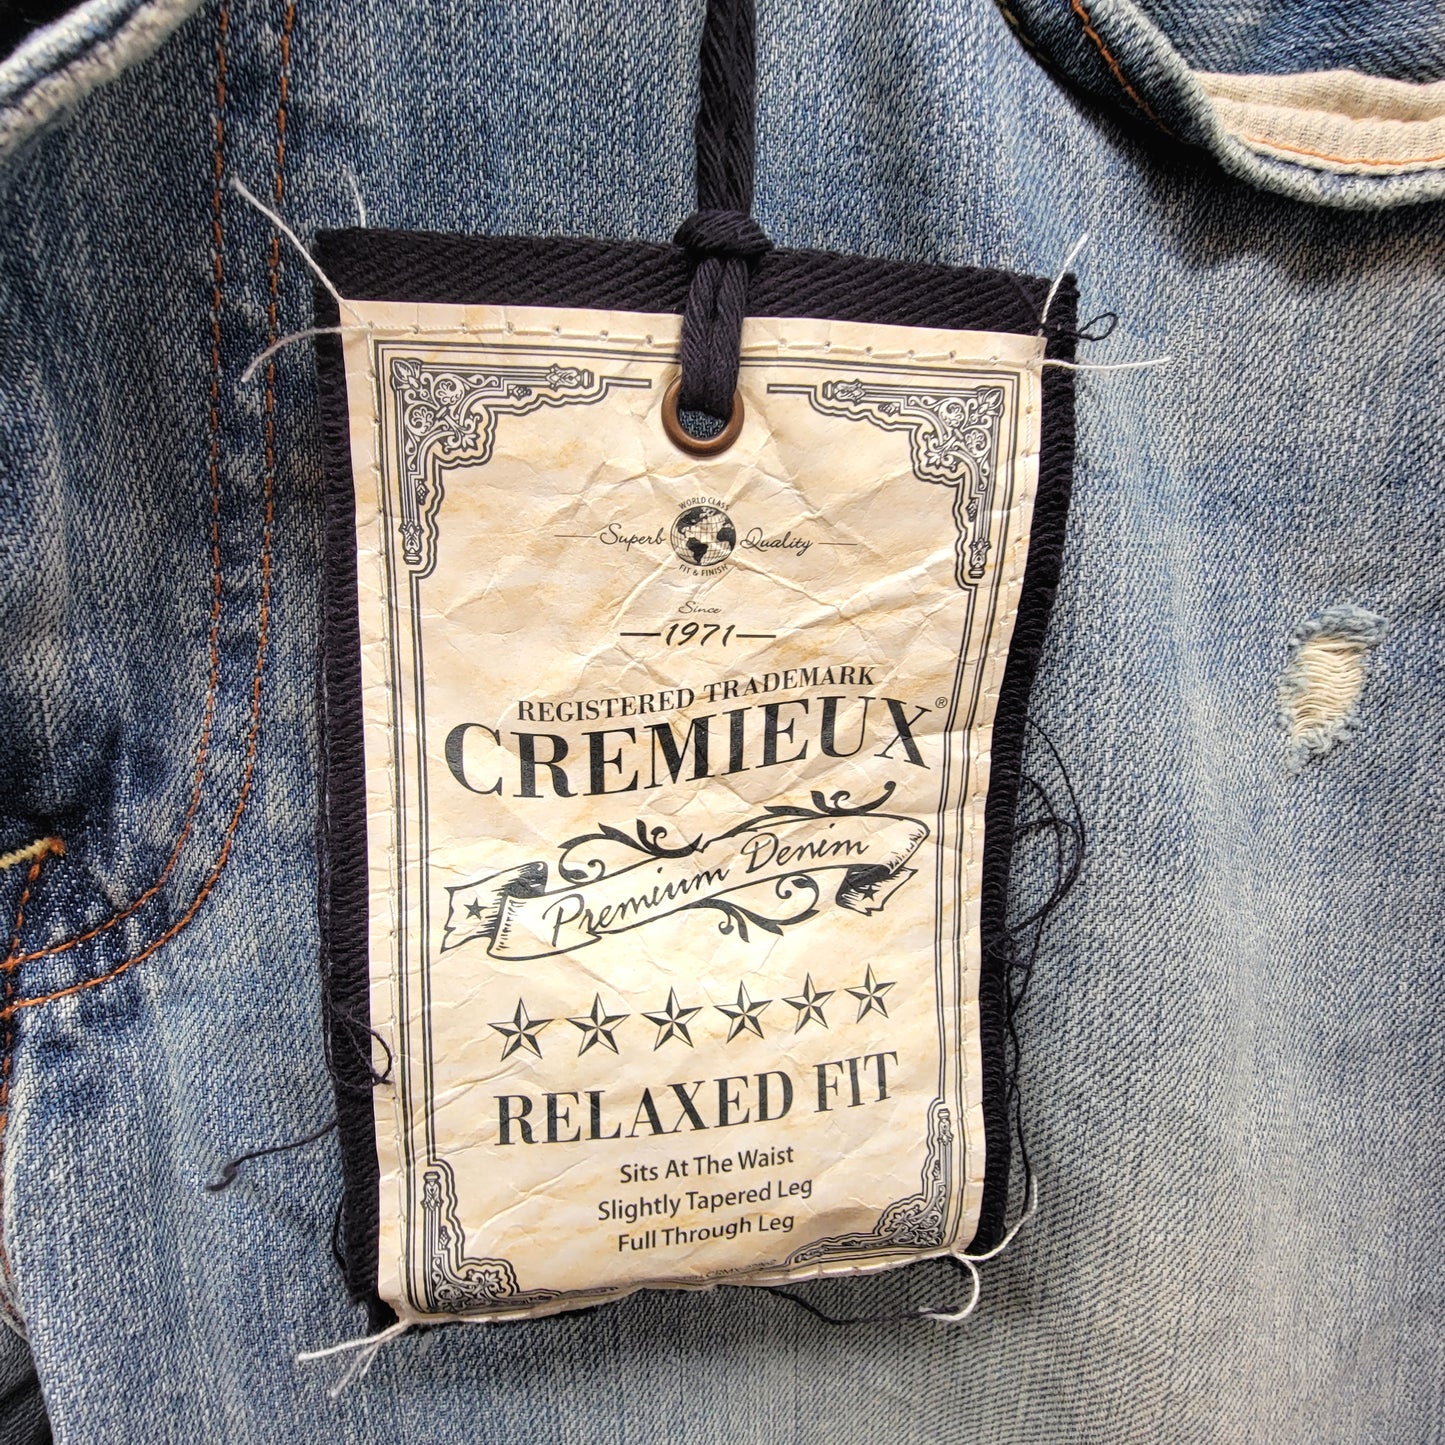 WORLD CLASS
Superb Quality
FIT & FINISH
Since
1971
REGISTERED TRADEMARK
CREMIEUX®
Premium Denim
RELAXED FIT
Sits At The Waist
Slightly Tapered Leg
Full Through Leg